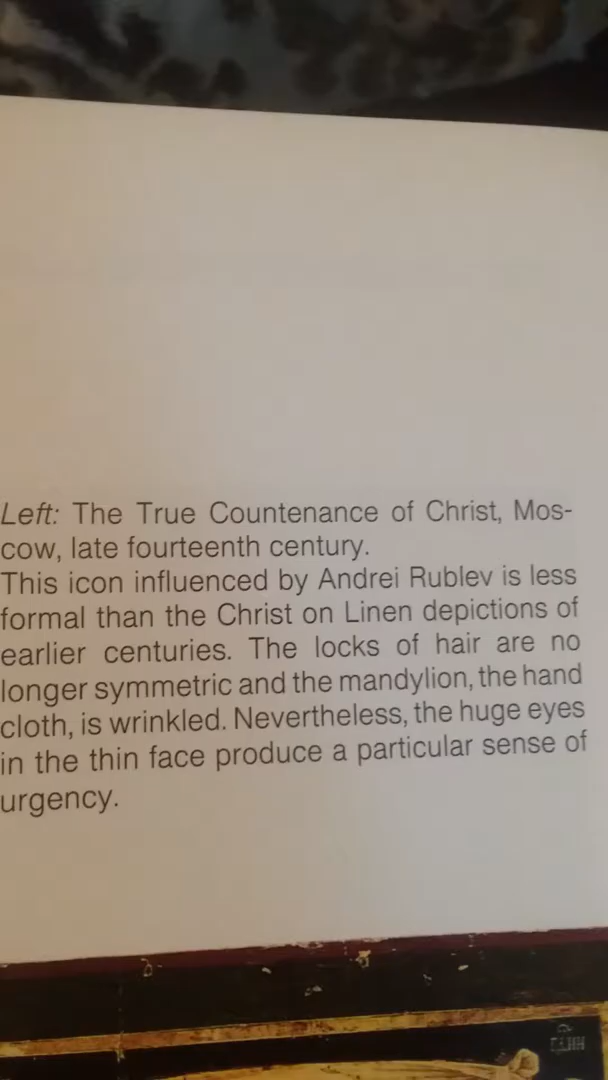 Left: The True Countenance of Christ, Mos-
cow, late fourteenth century.
This icon influenced by Andrei Rublev is less
formal than the Christ on Linen depictions of
earlier centuries. The locks of hair are no
longer symmetric and the mandylion, the hand
cloth, is wrinkled. Nevertheless, the huge eyes
in the thin face produce a particular sense of
urgency.